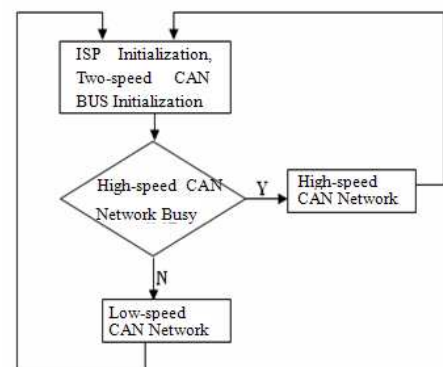 ISP Initialization,
Two-speed CAN
BUS Initialization
High-speed CAN
Network Busy
Y
High-speed
CAN Network
N
Low-speed
CAN Network